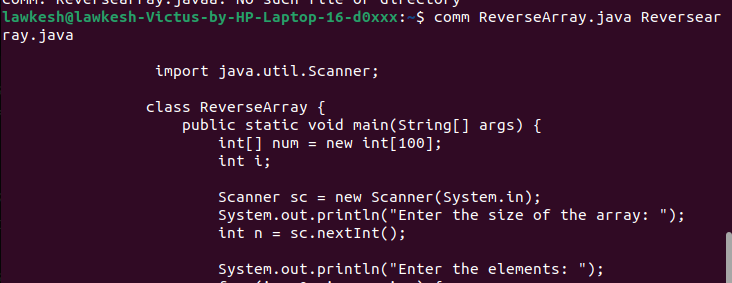 comm: Reversearray.javaa: No such file or directory
lawkesh@lawkesh-Victus-by-HP-Laptop-16-d0xxx:~$ comm ReverseArray.java Reversear
ray.java
import java.util.Scanner;
class ReverseArray {
public static void main(String[] args) {
int[] num = new int[100];
int i;
Scanner sc = new Scanner(System.in);
System.out.println("Enter the size of the array: ");
int n = sc.nextInt();
System.out.println("Enter the elements: ");